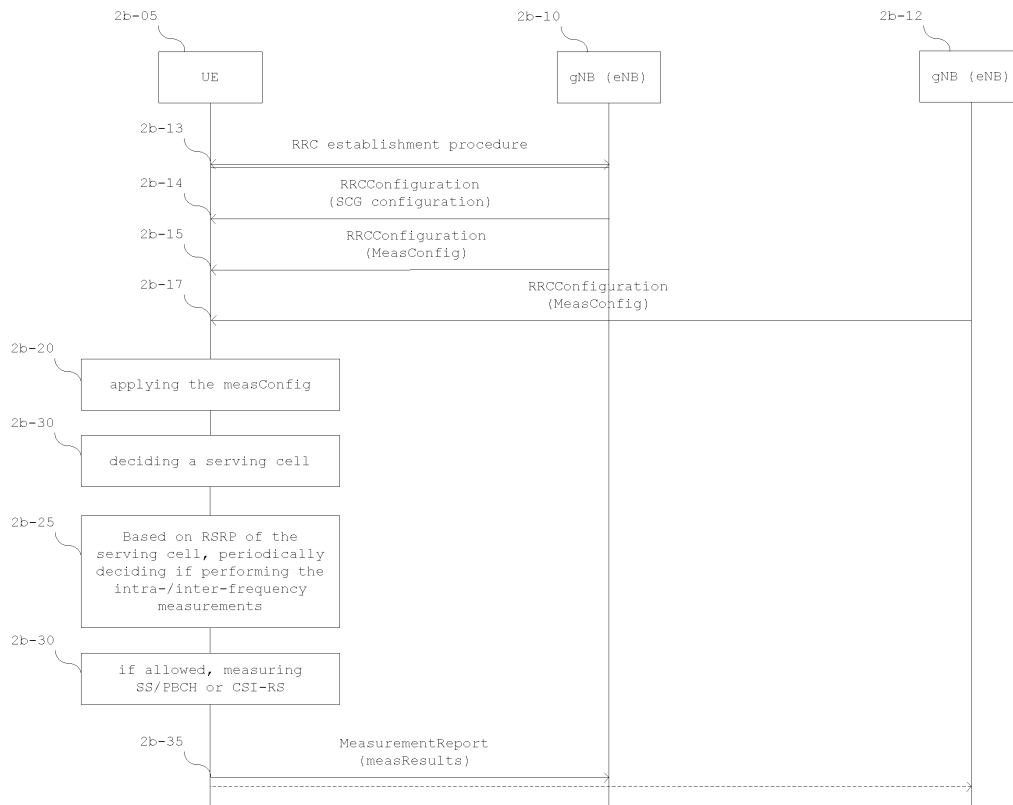 2b-05
2b-10
2b-12
UE
gNB (eNB)
gNB (eNB)
2b-13
RRC establishment procedure
2b-14
RRCConfiguration
(SCG configuration)
2b-15
RRCConfiguration
(MeasConfig)
2b-17
RRCConfiguration
(MeasConfig)
2b-20
applying the measConfig
2b-30
deciding a serving cell
2b-25
Based on RSRP of the
serving cell, periodically
deciding if performing the
intra-/inter-frequency
measurements
2b-30
if allowed, measuring
SS/PBCH or CSI-RS
2b-35
MeasurementReport
(measResults)